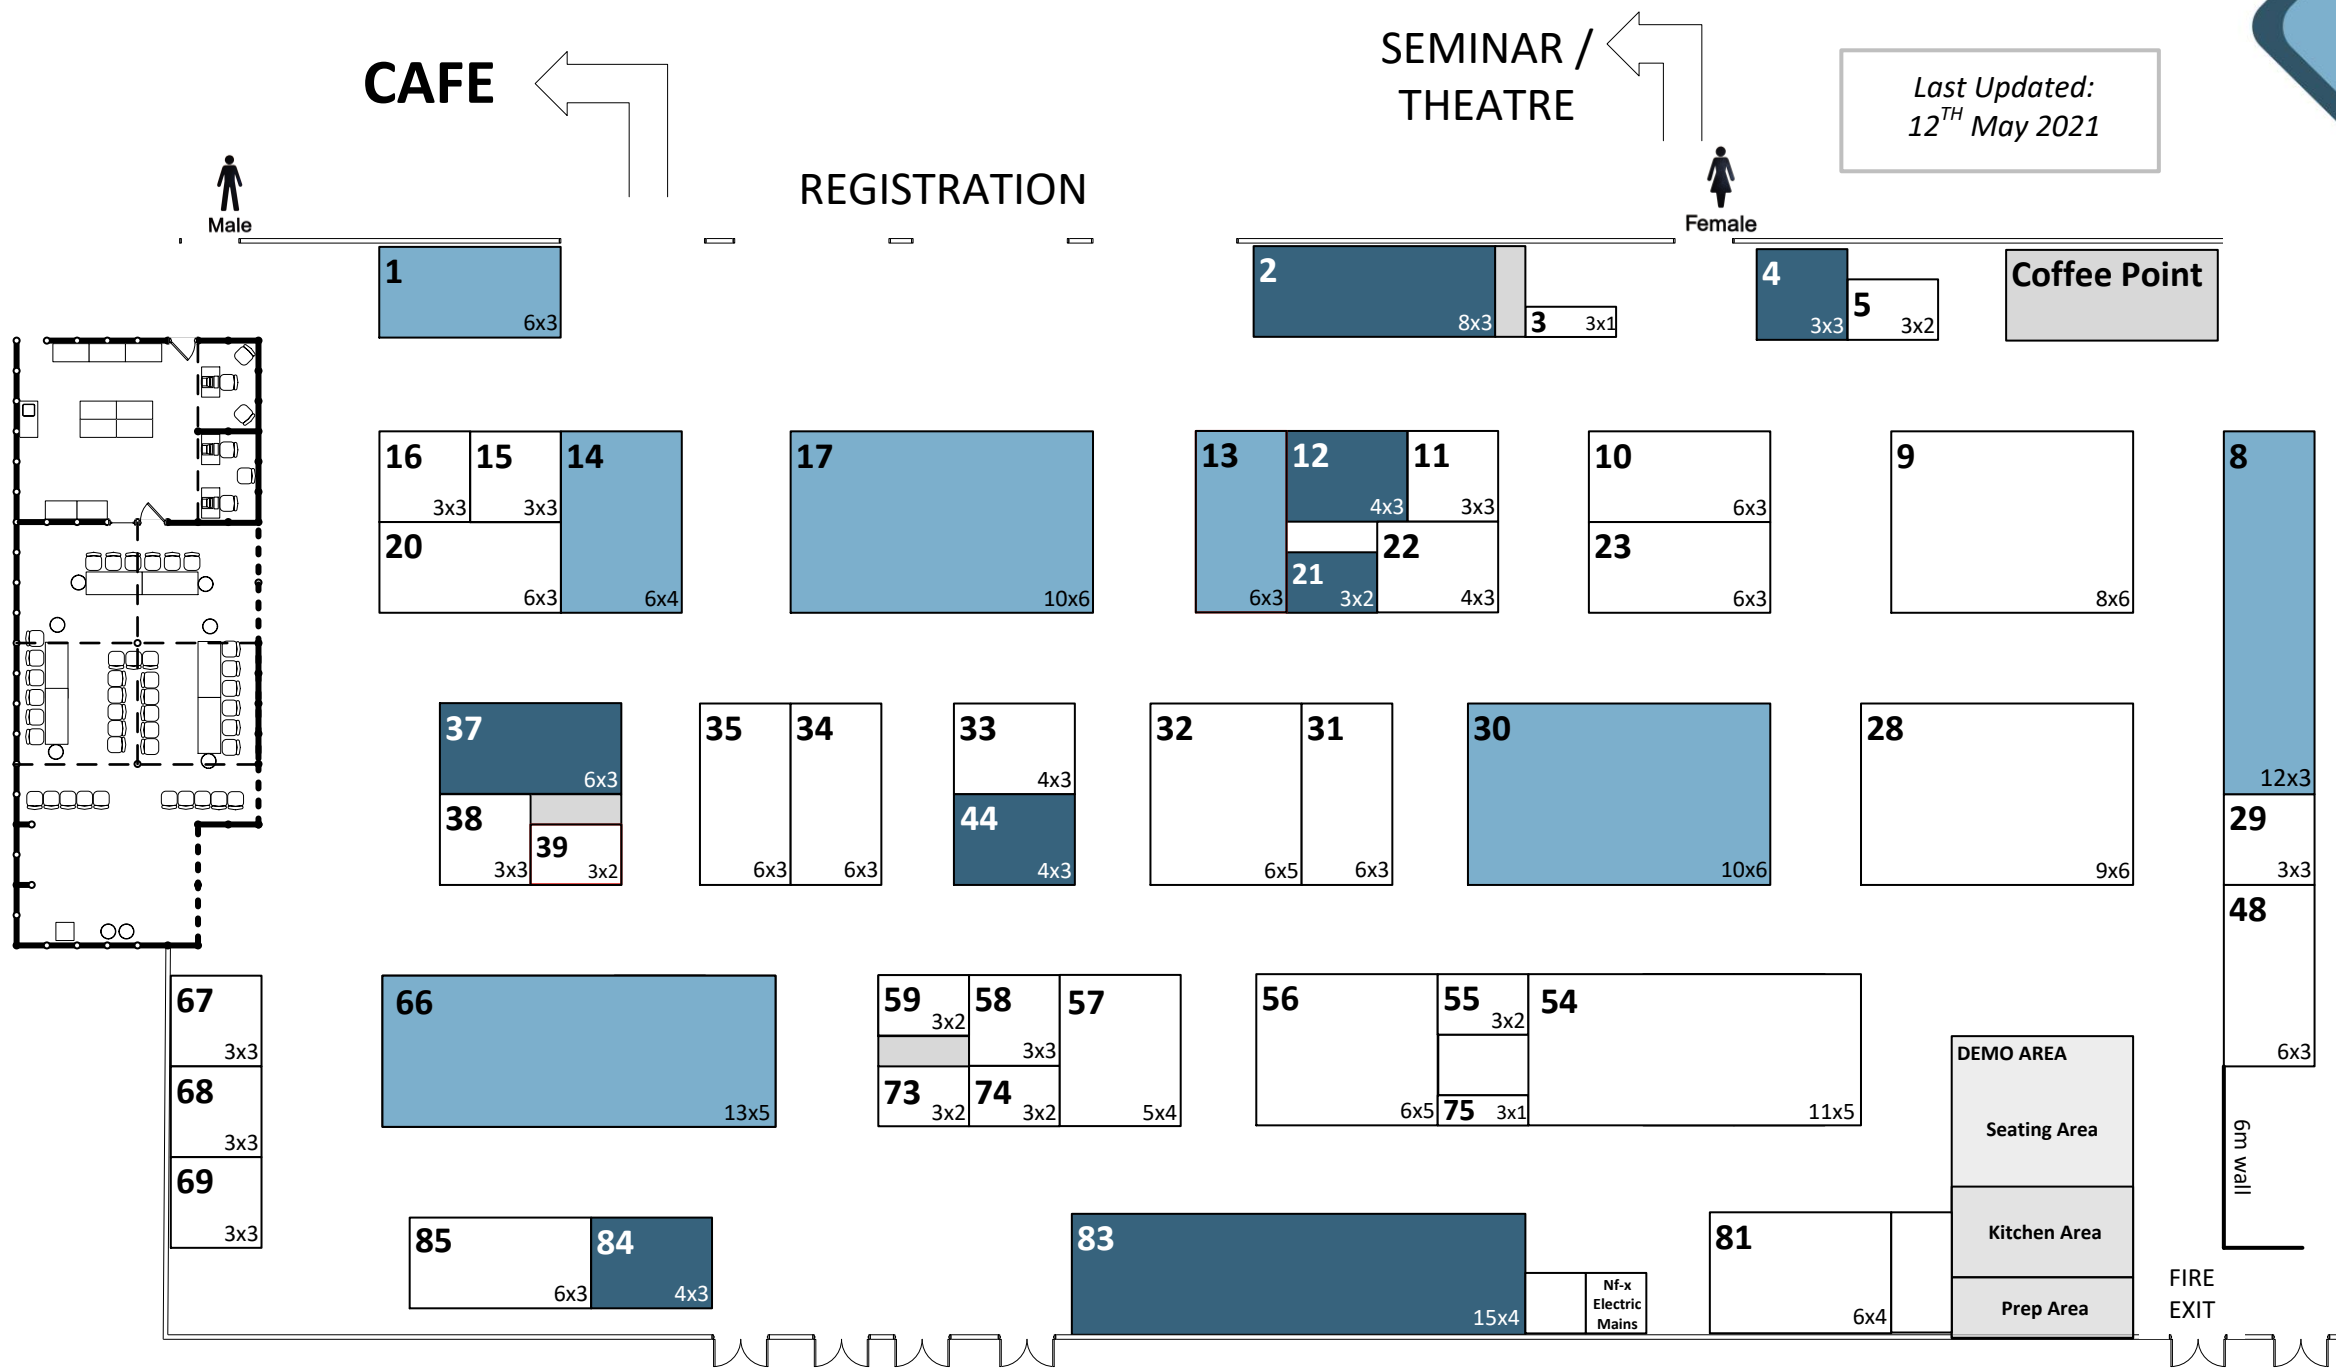 CAFE
SEMINAR /
THEATRE
Last Updated:
12TH May 2021
Male
REGISTRATION
Female
1
6x3
2
8x3
3
3x1
4
3x3
5
3x2
Coffee Point
16
3x3
15
3x3
14
6x4
20
6x3
17
10x6
13
6x3
12
4x3
11
3x3
21
3x2
22
4x3
10
6x3
23
6x3
9
8x6
8
12x3
37
6x3
38
3x3
39
3x2
35
6x3
34
6x3
33
4x3
44
4x3
32
6x5
31
6x3
30
10x6
28
9x6
29
3x3
48
6x3
67
3x3
68
3x3
69
3x3
66
13x5
59
3x2
58
3x3
57
5x4
73
3x2
74
3x2
56
6x5
55
3x2
75
3x1
54
11x5
DEMO AREA
Seating Area
Kitchen Area
Prep Area
6m wall
85
6x3
84
4x3
83
15x4
Nf-x
Electric
Mains
81
6x4
FIRE
EXIT